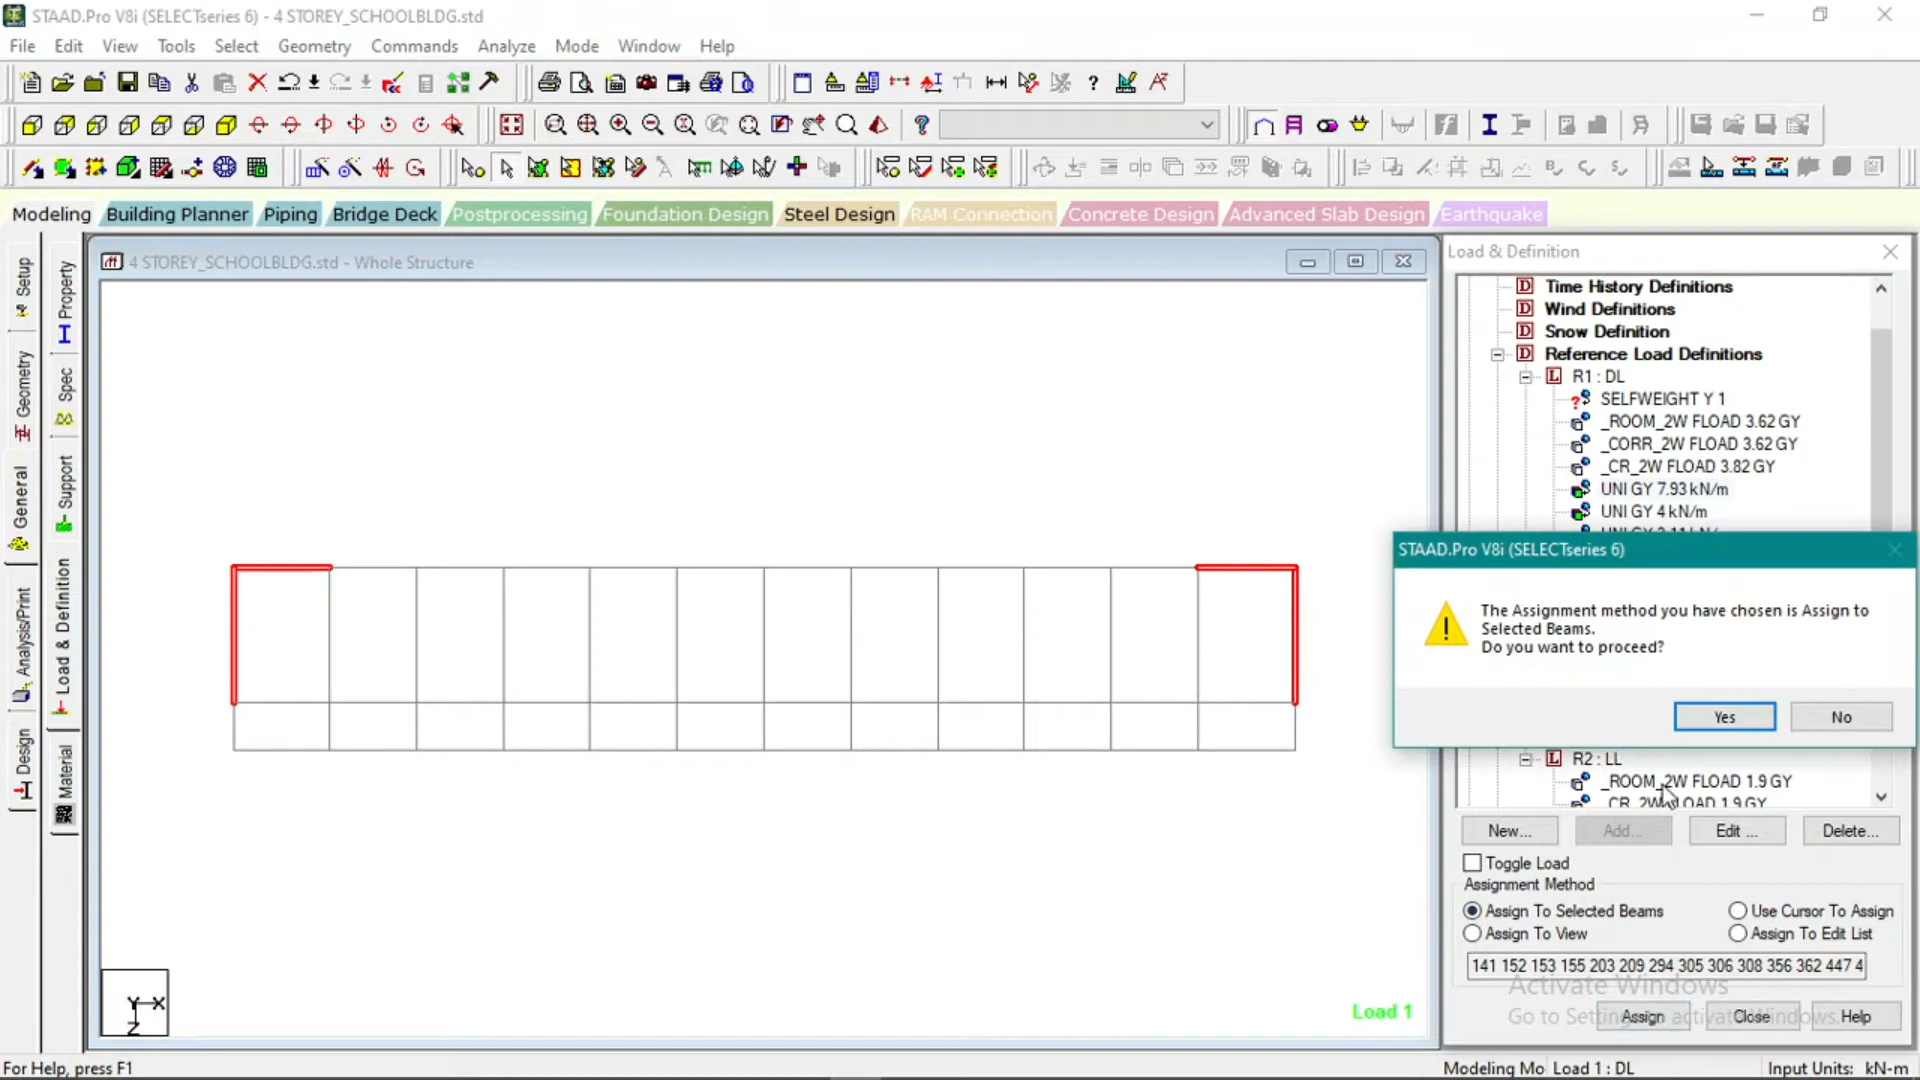 STAAD.Pro V8i (SELECTseries 6) - 4 STOREY_SCHOOLBLDG.std
File Edit View Tools Select Geometry Commands Analyze Mode Window Help
Modeling Building Planner Piping Bridge Deck Postprocessing Foundation Design Steel Design RAM Connection Concrete Design Advanced Slab Design Earthquake
Setup
Geometry
General
Analysis/Print
Design
Property
Spec
Support
Load & Definition
Material
4 STOREY_SCHOOLBLDG.std - Whole Structure
Y X
Z
Load 1
Load & Definition
Time History Definitions
Wind Definitions
Snow Definition
Reference Load Definitions
R1 : DL
SELFWEIGHT Y 1
_ROOM_2W FLOAD 3.62 GY
_CORR_2W FLOAD 3.62 GY
_CR_2W FLOAD 3.82 GY
UNI GY 7.93 kN/m
UNI GY 4 kN/m
STAAD.Pro V8i (SELECTseries 6)
The Assignment method you have chosen is Assign to
Selected Beams.
Do you want to proceed?
Yes No
R2 : LL
_ROOM_2W FLOAD 1.9 GY
New... Add... Edit ... Delete...
Toggle Load
Assignment Method
Assign To Selected Beams Use Cursor To Assign
Assign To View Assign To Edit List
141 152 153 155 203 209 294 305 306 308 356 362 447 4
Activate Windows
Go to Settings to activate Windows.
Assign Close Help
For Help, press F1
Modeling Mo Load 1 : DL Input Units: kN-m